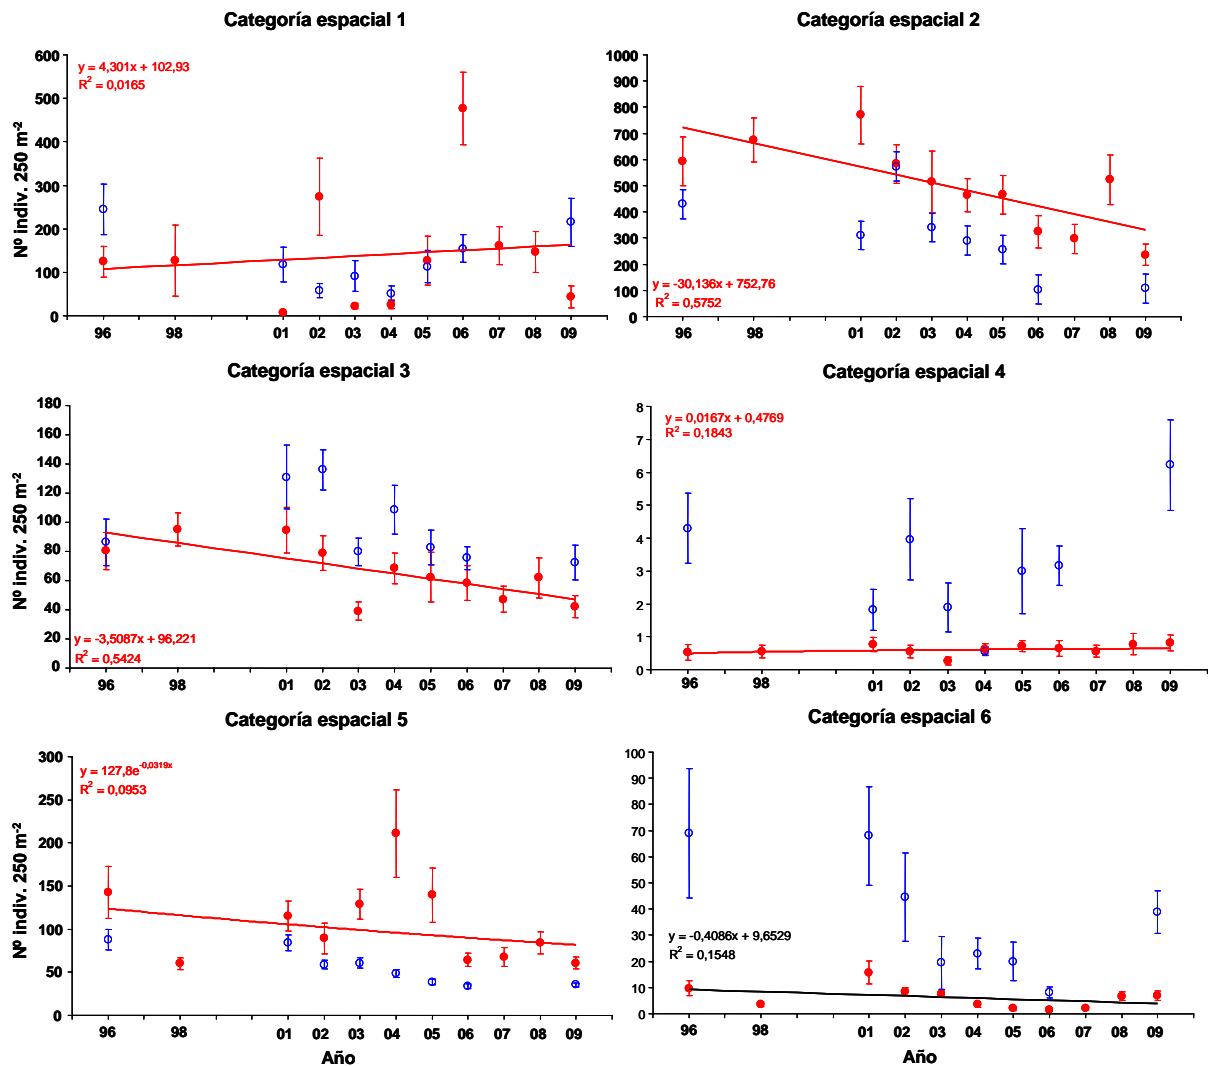 Categoría espacial 1
Categoría espacial 2
y = 4,301x + 102,93
R² = 0,0165
Nº indiv. 250 m⁻²
600
500
400
300
200
100
0
96 98 01 02 03 04 05 06 07 08 09
1000
900
800
700
600
500
400
300
200
100
0
y = -30,136x + 752,76
R² = 0,5752
96 98 01 02 03 04 05 06 07 08 09
Categoría espacial 3
Categoría espacial 4
Nº indiv. 250 m⁻²
180
160
140
120
100
80
60
40
20
0
y = -3,5087x + 96,221
R² = 0,5424
96 98 01 02 03 04 05 06 07 08 09
y = 0,0167x + 0,4769
R² = 0,1843
8
7
6
5
4
3
2
1
0
96 98 01 02 03 04 05 06 07 08 09
Categoría espacial 5
Categoría espacial 6
y = 127,8e⁻⁰,⁰³¹⁹ˣ
R² = 0,0953
Nº indiv. 250 m⁻²
300
250
200
150
100
50
0
96 98 01 02 03 04 05 06 07 08 09
Año
100
90
80
70
60
50
40
30
20
10
0
y = -0,4086x + 9,6529
R² = 0,1548
96 98 01 02 03 04 05 06 07 08 09
Año